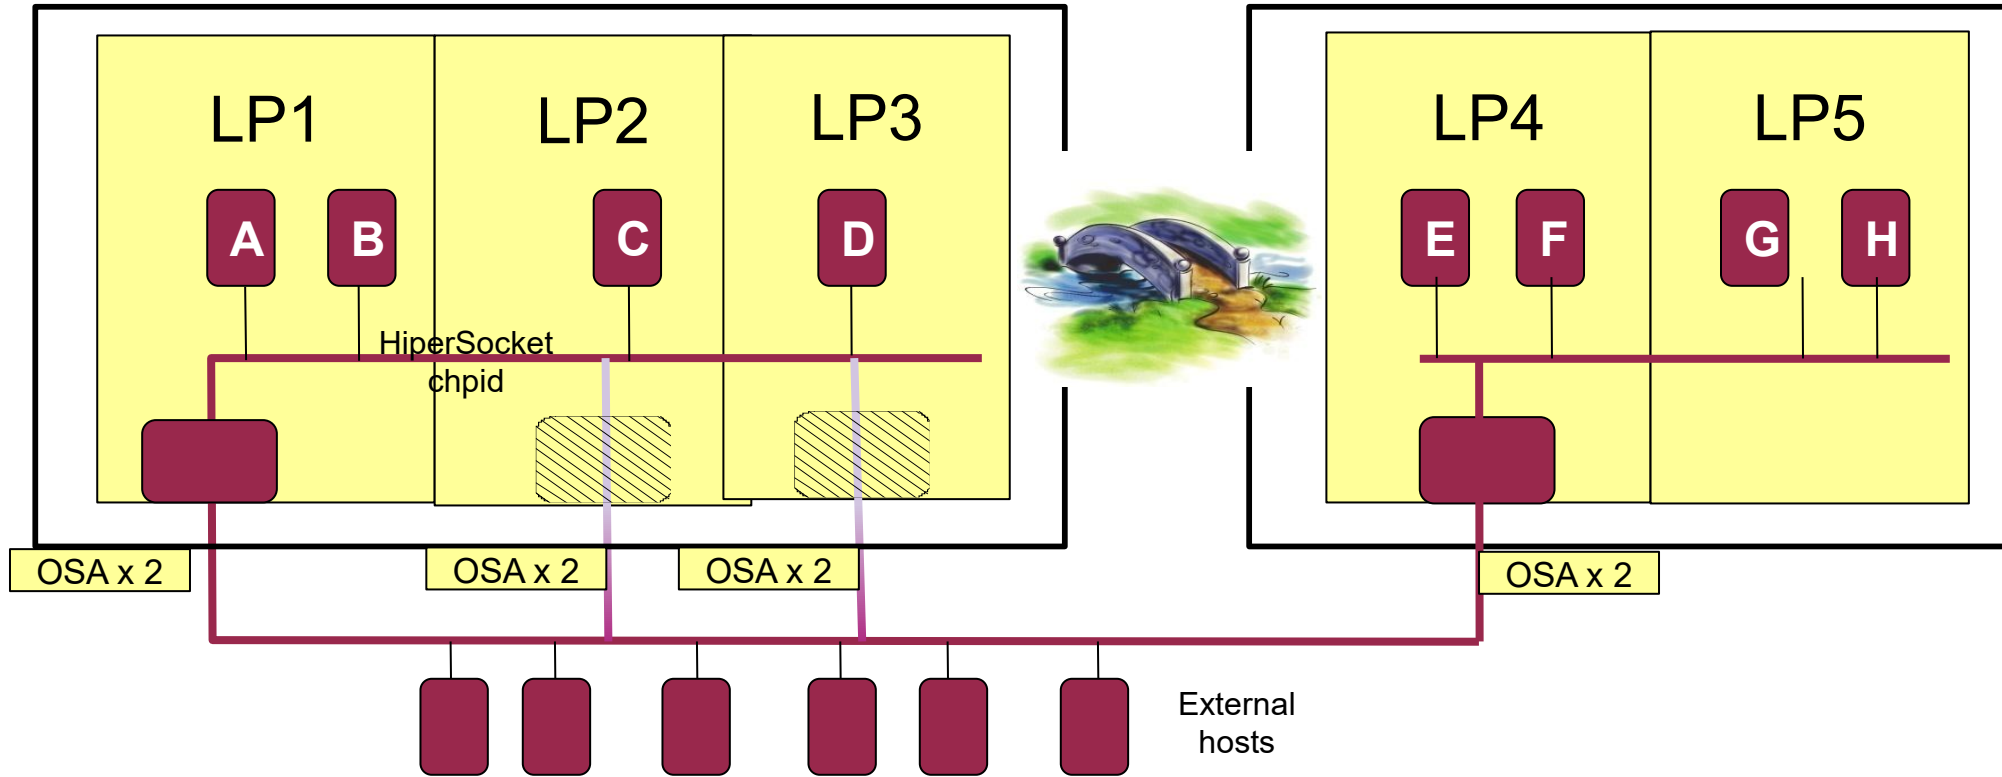 LP1
LP2
LP3
LP4
LP5
A
B
C
D
E
F
G
H
HiperSocket
chpid
OSA x 2
OSA x 2
OSA x 2
OSA x 2
External
hosts